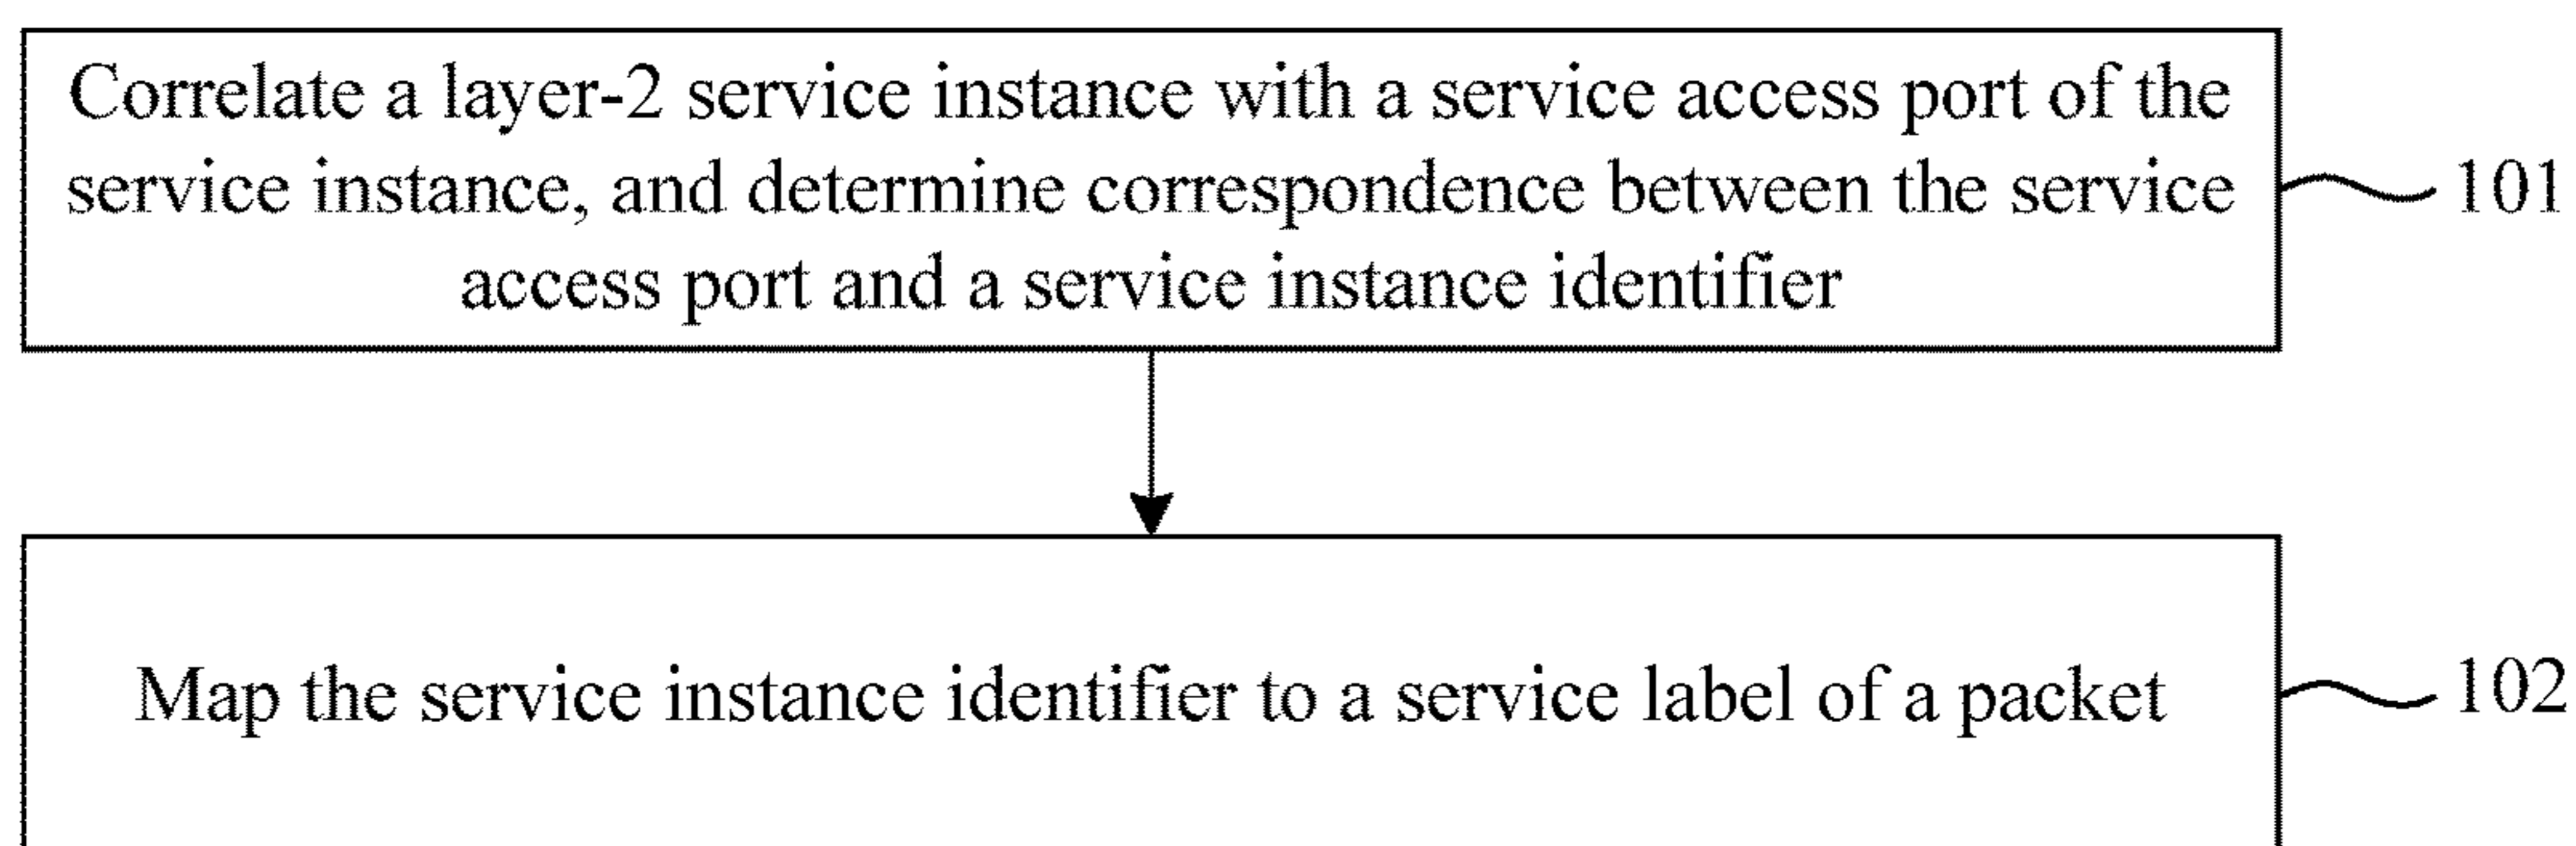 Correlate a layer-2 service instance with a service access port of the
service instance, and determine correspondence between the service
access port and a service instance identifier
101
Map the service instance identifier to a service label of a packet
102